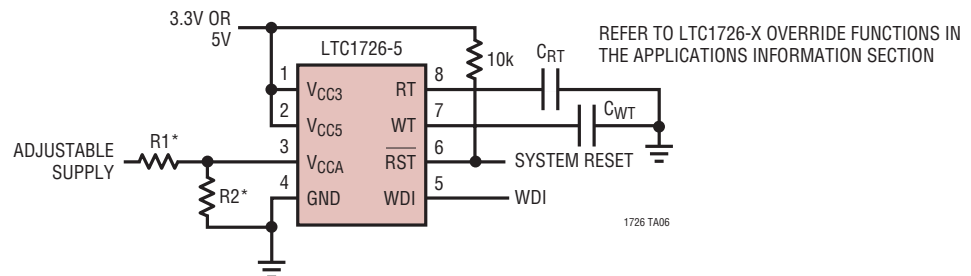 3.3V OR
5V
LTC1726-5
10k
CRT
REFER TO LTC1726-X OVERRIDE FUNCTIONS IN
THE APPLICATIONS INFORMATION SECTION
1
VCC3
RT
8
2
VCC5
WT
7
CWT
ADJUSTABLE
SUPPLY
R1*
3
VCCA
RST
6
SYSTEM RESET
R2*
4
GND
WDI
5
WDI
1726 TA06